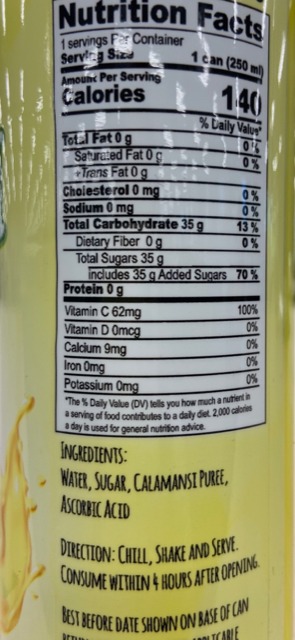 Nutrition Facts
1 servings Per Container
Serving Size 1 can (250 ml)
Amount Per Serving
Calories 140
% Daily Value*
Total Fat 0 g 0 %
Saturated Fat 0 g 0 %
+Trans Fat 0 g
Cholesterol 0 mg 0 %
Sodium 0 mg 0 %
Total Carbohydrate 35 g 13 %
Dietary Fiber 0 g 0 %
Total Sugars 35 g
includes 35 g Added Sugars 70 %
Protein 0 g
Vitamin C 62mg 100%
Vitamin D 0mcg 0%
Calcium 9mg 0%
Iron 0mg 0%
Potassium 0mg 0%
*The % Daily Value (DV) tells you how much a nutrient in
a serving of food contributes to a daily diet. 2,000 calories
a day is used for general nutrition advice.
INGREDIENTS:
WATER, SUGAR, CALAMANSI PUREE,
ASCORBIC ACID
DIRECTION: CHILL, SHAKE AND SERVE.
CONSUME WITHIN 4 HOURS AFTER OPENING.
BEST BEFORE DATE SHOWN ON BASE OF CAN